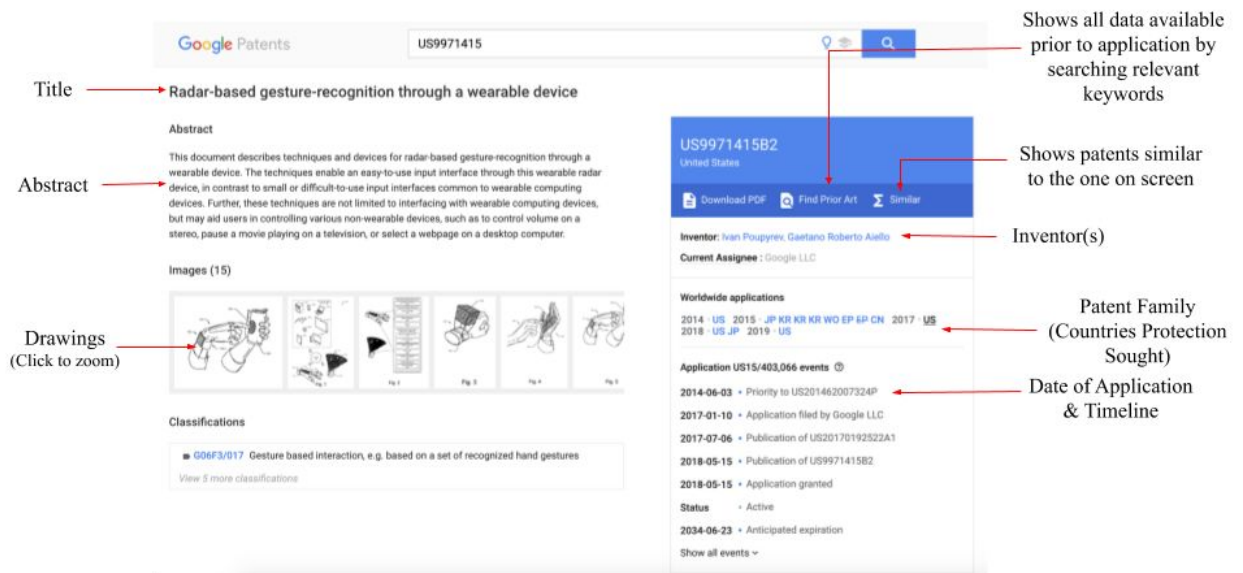 Google Patents
US9971415
Shows all data available
prior to application by
searching relevant
keywords
Title
Radar-based gesture-recognition through a wearable device
Abstract
This document describes techniques and devices for radar-based gesture-recognition through a
wearable device. The techniques enable an easy-to-use input interface through this wearable radar
device, in contrast to small or difficult-to-use input interfaces common to wearable computing
devices. Further, these techniques are not limited to interfacing with wearable computing devices,
but may aid users in controlling various non-wearable devices, such as to control volume on a
stereo, pause a movie playing on a television, or select a webpage on a desktop computer.
Abstract
Images (15)
Drawings
(Click to zoom)
Fig. 2
Fig. 3
Fig. 4
Classifications
G06F3/017 Gesture based interaction, e.g. based on a set of recognized hand gestures
View 5 more classifications
US9971415B2
United States
Download PDF Find Prior Art Similar
Shows patents similar
to the one on screen
Inventor: Ivan Poupyrev, Gaetano Roberto Aiello
Inventor(s)
Current Assignee : Google LLC
Worldwide applications
2014 · US 2015 · JP KR KR KR WO EP EP CN 2017 · US
2018 · US JP 2019 · US
Patent Family
(Countries Protection
Sought)
Application US15/403,066 events
2014-06-03 • Priority to US201462007324P
Date of Application
& Timeline
2017-01-10 • Application filed by Google LLC
2017-07-06 • Publication of US20170192522A1
2018-05-15 • Publication of US9971415B2
2018-05-15 • Application granted
Status • Active
2034-06-23 • Anticipated expiration
Show all events